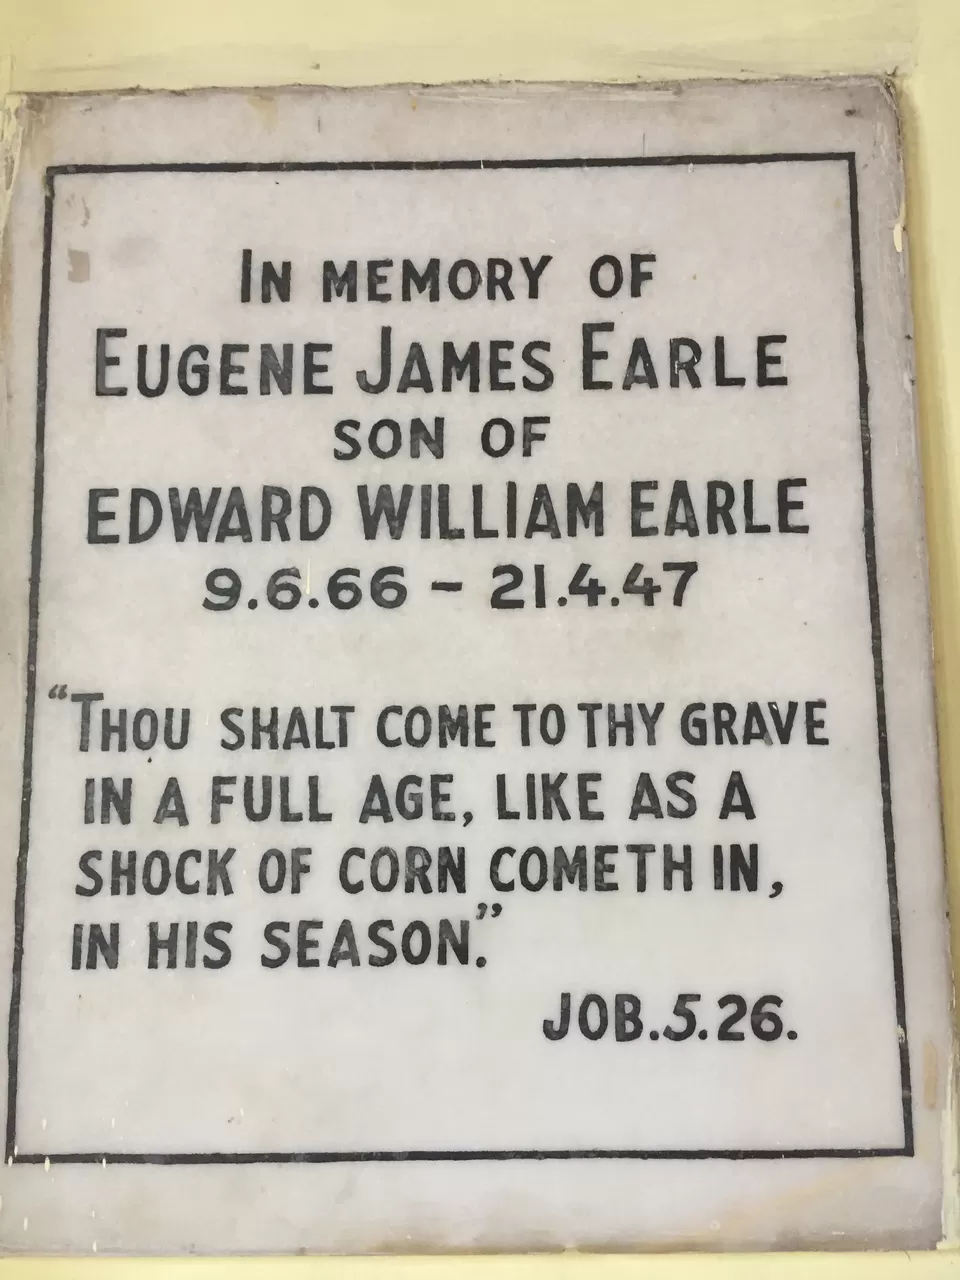 IN MEMORY OF
EUGENE JAMES EARLE
SON OF
EDWARD WILLIAM EARLE
9.6.66 - 21.4.47
“THOU SHALT COME TO THY GRAVE
IN A FULL AGE, LIKE AS A
SHOCK OF CORN COMETH IN,
IN HIS SEASON.”
JOB.5.26.